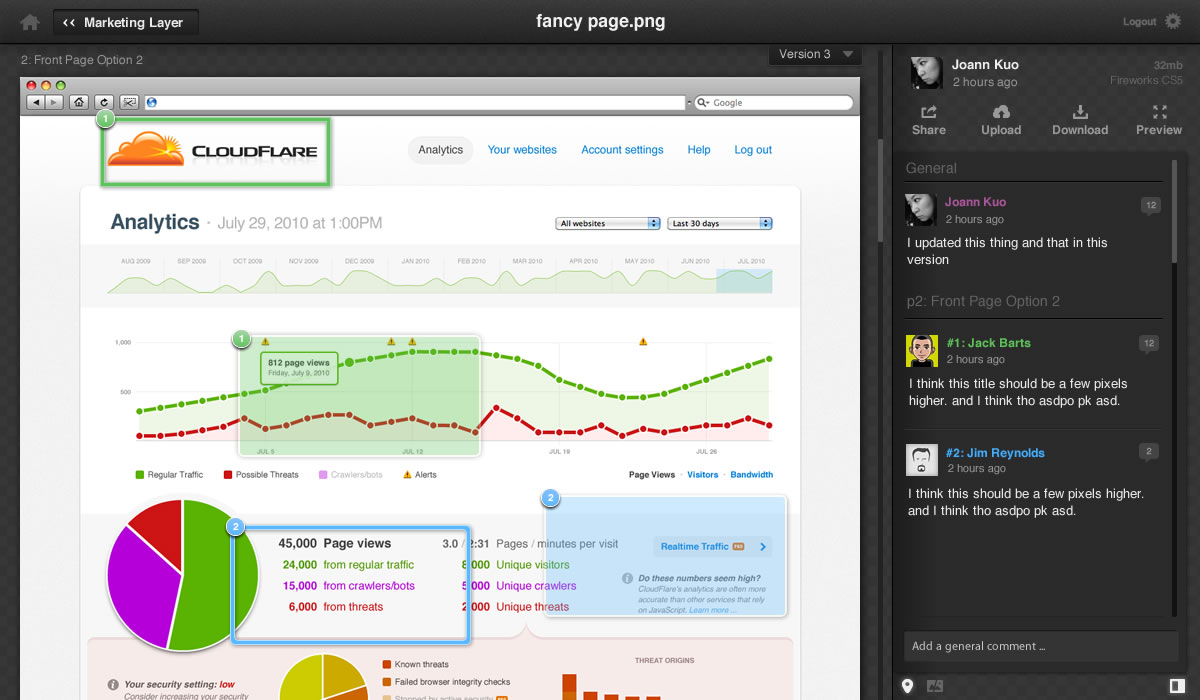 Marketing Layer
fancy page.png
Logout
2: Front Page Option 2
Version 3
Google
1
CLOUDFLARE
Analytics
Your websites
Account settings
Help
Log out
Analytics · July 29, 2010 at 1:00PM
All websites
Last 30 days
AUG 2009 SEP 2009 OCT 2009 NOV 2009 DEC 2009 JAN 2010 FEB 2010 MAR 2010 APR 2010 MAY 2010 JUN 2010 JUL 2010
1
1,000
500
812 page views
Friday, July 9, 2010
JUL 5 JUL 12 JUL 19 JUL 26
Regular Traffic
Possible Threats
Crawlers/bots
Alerts
Page Views · Visitors · Bandwidth
2
2
45,000 Page views
24,000 from regular traffic
15,000 from crawlers/bots
6,000 from threats
3.0 / 2:31 Pages / minutes per visit
8,000 Unique visitors
5,000 Unique crawlers
2,000 Unique threats
Realtime Traffic PRO
Do these numbers seem high?
CloudFlare's analytics are often more
accurate than other services that rely
on JavaScript. Learn more ...
Your security setting: low
Consider increasing your security
Known threats
Failed browser integrity checks
Stopped by active security
THREAT ORIGINS
Joann Kuo
2 hours ago
32mb
Fireworks CS5
Share
Upload
Download
Preview
General
Joann Kuo
2 hours ago
12
I updated this thing and that in this
version
p2: Front Page Option 2
#1: Jack Barts
2 hours ago
12
I think this title should be a few pixels
higher. and I think tho asdpo pk asd.
#2: Jim Reynolds
2 hours ago
2
I think this should be a few pixels higher.
and I think tho asdpo pk asd.
Add a general comment ...